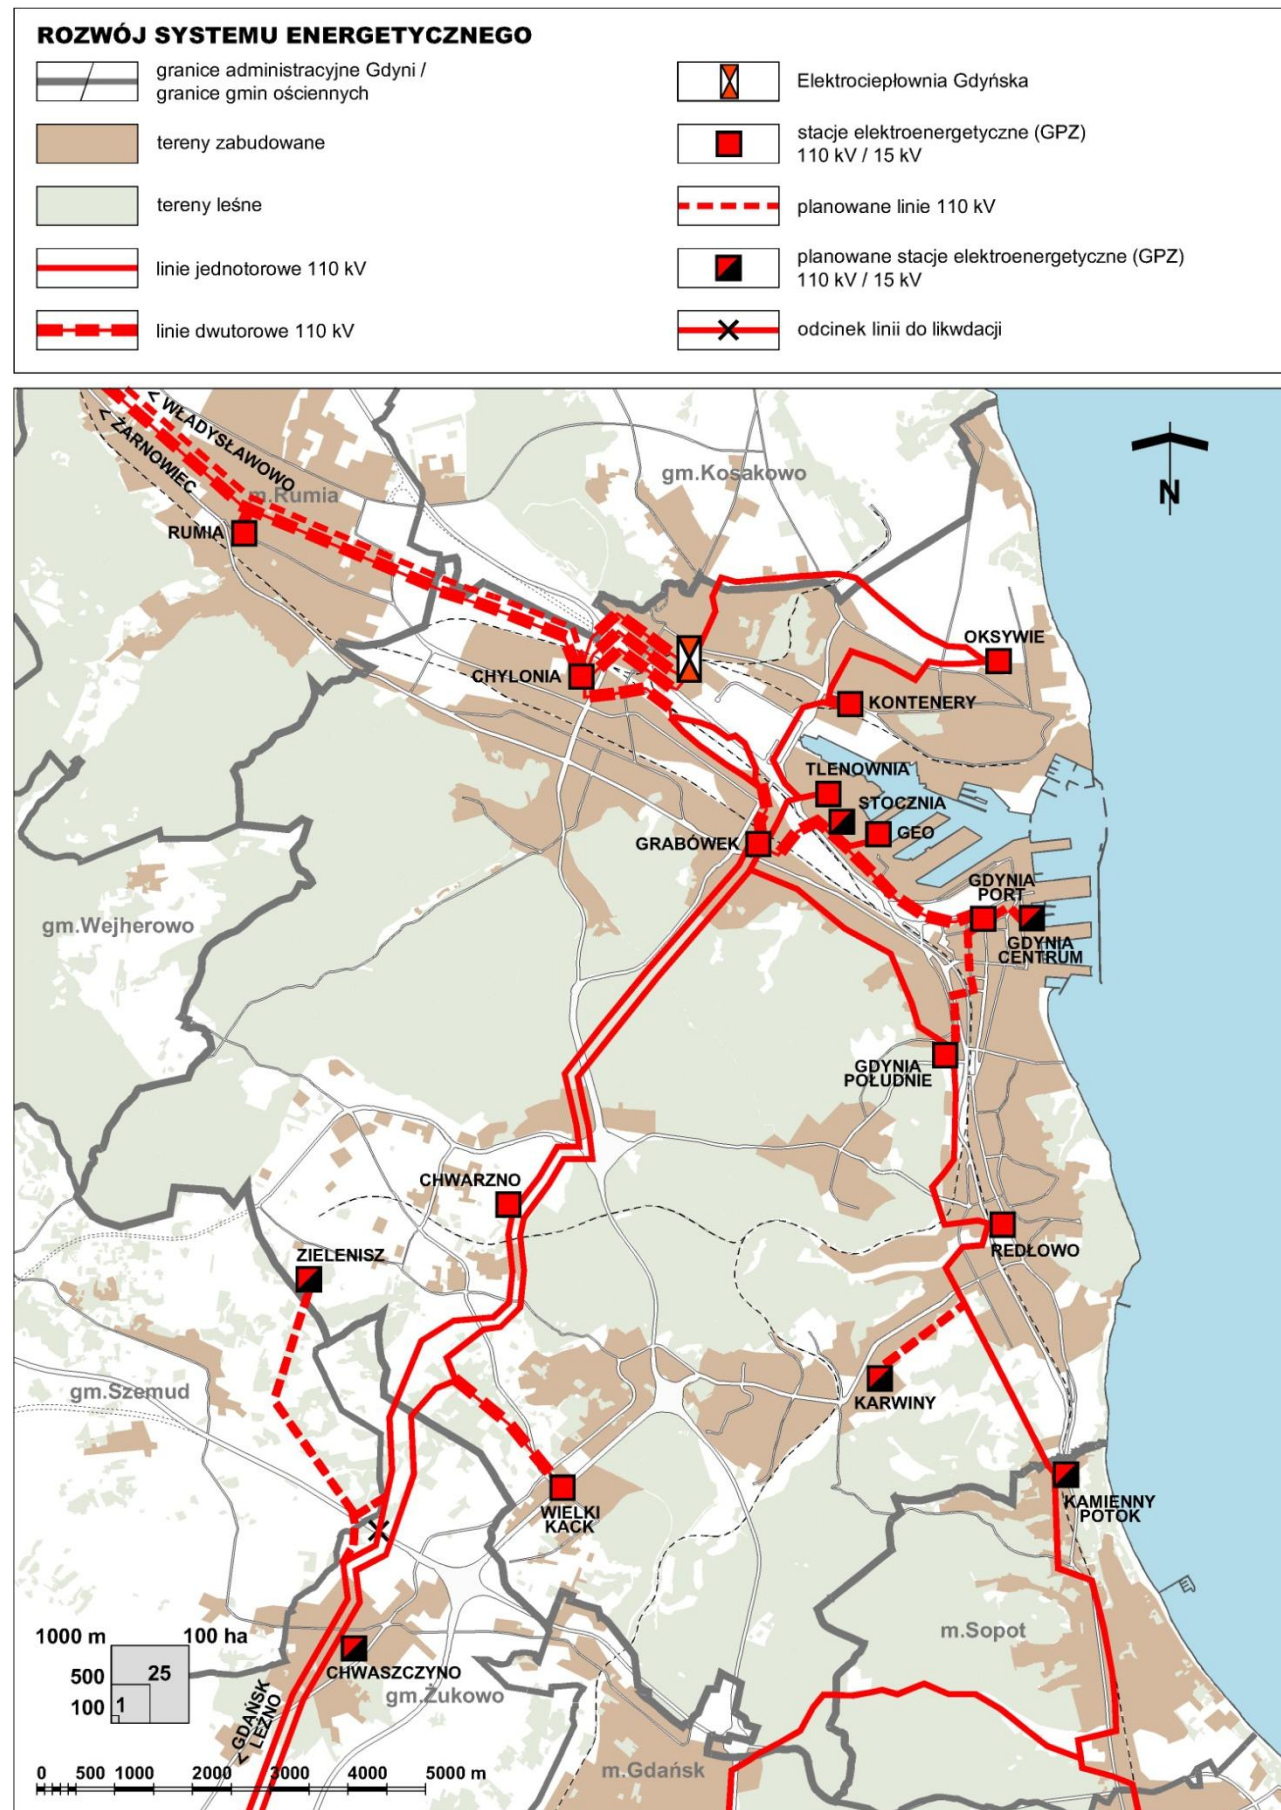 ROZWÓJ SYSTEMU ENERGETYCZNEGO
granice administracyjne Gdyni /
granice gmin ościennych
tereny zabudowane
tereny leśne
linie jednotorowe 110 kV
linie dwutorowe 110 kV
Elektrociepłownia Gdyńska
stacje elektroenergetyczne (GPZ)
110 kV / 15 kV
planowane linie 110 kV
planowane stacje elektroenergetyczne (GPZ)
110 kV / 15 kV
odcinek linii do likwdacji
< WŁADYSŁAWOWO
< ŻARNOWIEC
m.Rumia
gm.Kosakowo
N
RUMIA
OKSYWIE
CHYLONIA
KONTENERY
TLENOWNIA
STOCZNIA
GEO
GRABÓWEK
GDYNIA
PORT
gm.Wejherowo
GDYNIA
CENTRUM
GDYNIA
POŁUDNIE
CHWARZNO
REDŁOWO
ZIELENISZ
gm.Szemud
KARWINY
KAMIENNY
POTOK
WIELKI
KACK
m.Sopot
1000 m
100 ha
500
25
100
1
CHWASZCZYNO
gm.Żukowo
< GDAŃSK
LEŹNO
m.Gdańsk
0 500 1000 2000 3000 4000 5000 m